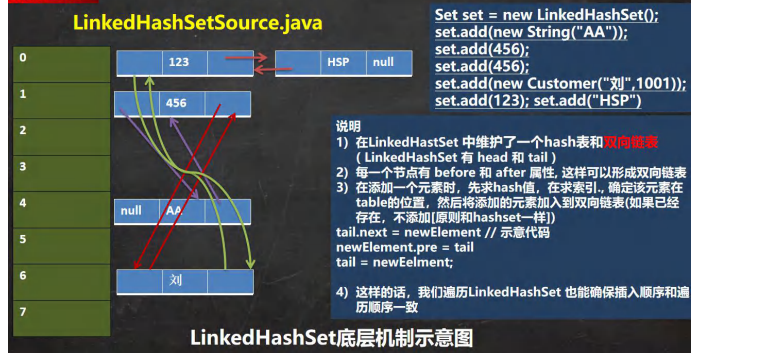 LinkedHashSetSource.java
Set set = new LinkedHashSet();
set.add(new String("AA"));
set.add(456);
set.add(456);
set.add(new Customer("刘",1001));
set.add(123); set.add("HSP")
0
123
HSP
null
1
456
2
3
4
null
AA
5
6
刘
7
说明
1) 在LinkedHastSet 中维护了一个hash表和双向链表
( LinkedHashSet 有 head 和 tail )
2) 每一个节点有 before 和 after 属性, 这样可以形成双向链表
3) 在添加一个元素时，先求hash值，在求索引., 确定该元素在
table的位置，然后将添加的元素加入到双向链表(如果已经
存在，不添加[原则和hashset一样])
tail.next = newElement // 示意代码
newElement.pre = tail
tail = newEelment;
4) 这样的话，我们遍历LinkedHashSet 也能确保插入顺序和遍
历顺序一致
LinkedHashSet底层机制示意图